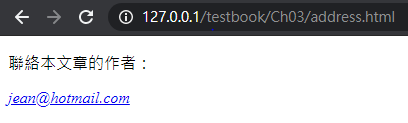 127.0.0.1/testbook/Ch03/address.html
聯絡本文章的作者：
jean@hotmail.com